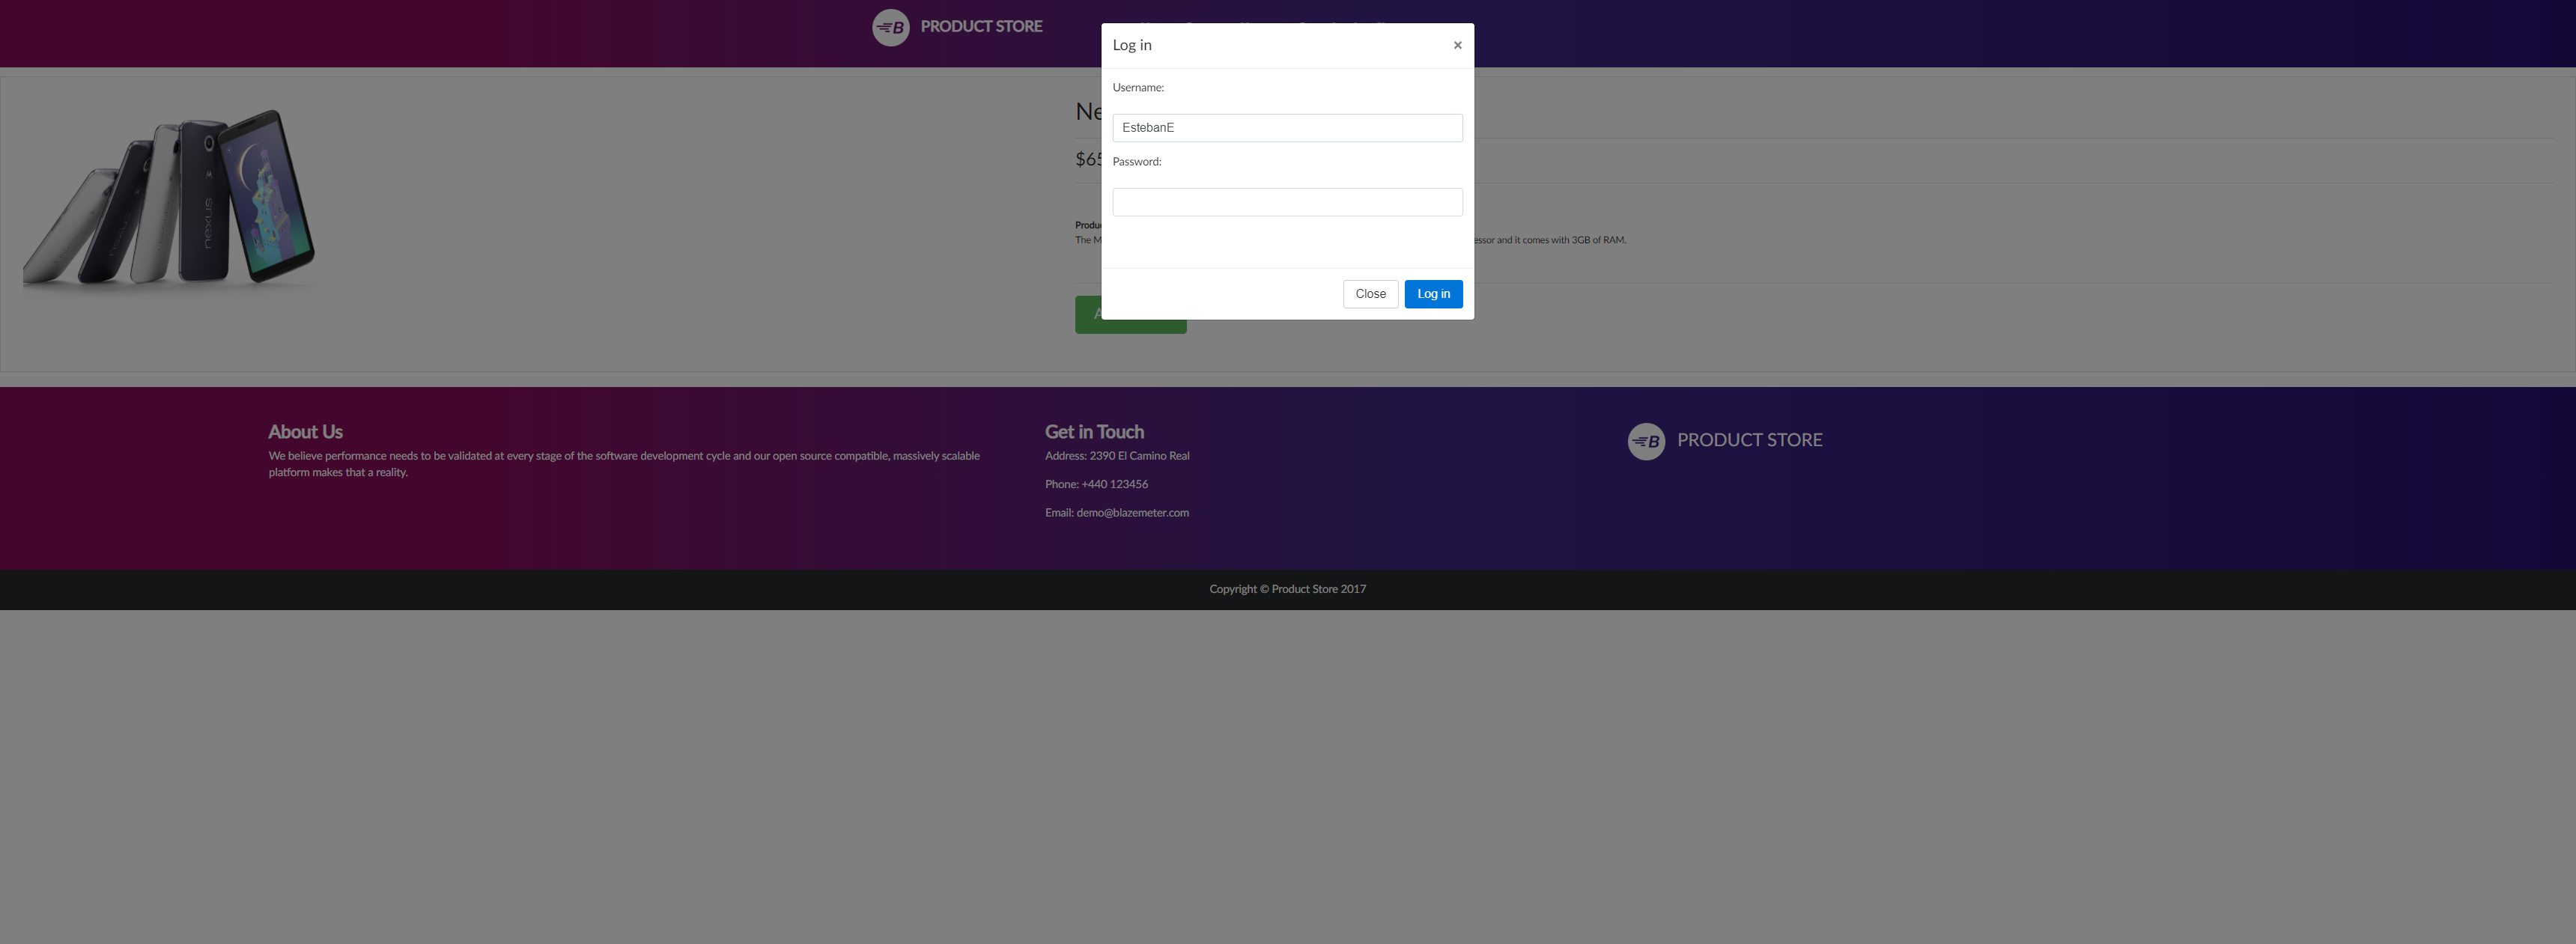 PRODUCT STORE
Log in
×
Username:
EstebanE
Password:
Close
Log in
Ne
$65
Produc
The M
essor and it comes with 3GB of RAM.
A
About Us
We believe performance needs to be validated at every stage of the software development cycle and our open source compatible, massively scalable
platform makes that a reality.
Get in Touch
Address: 2390 El Camino Real
Phone: +440 123456
Email: demo@blazemeter.com
B PRODUCT STORE
Copyright © Product Store 2017